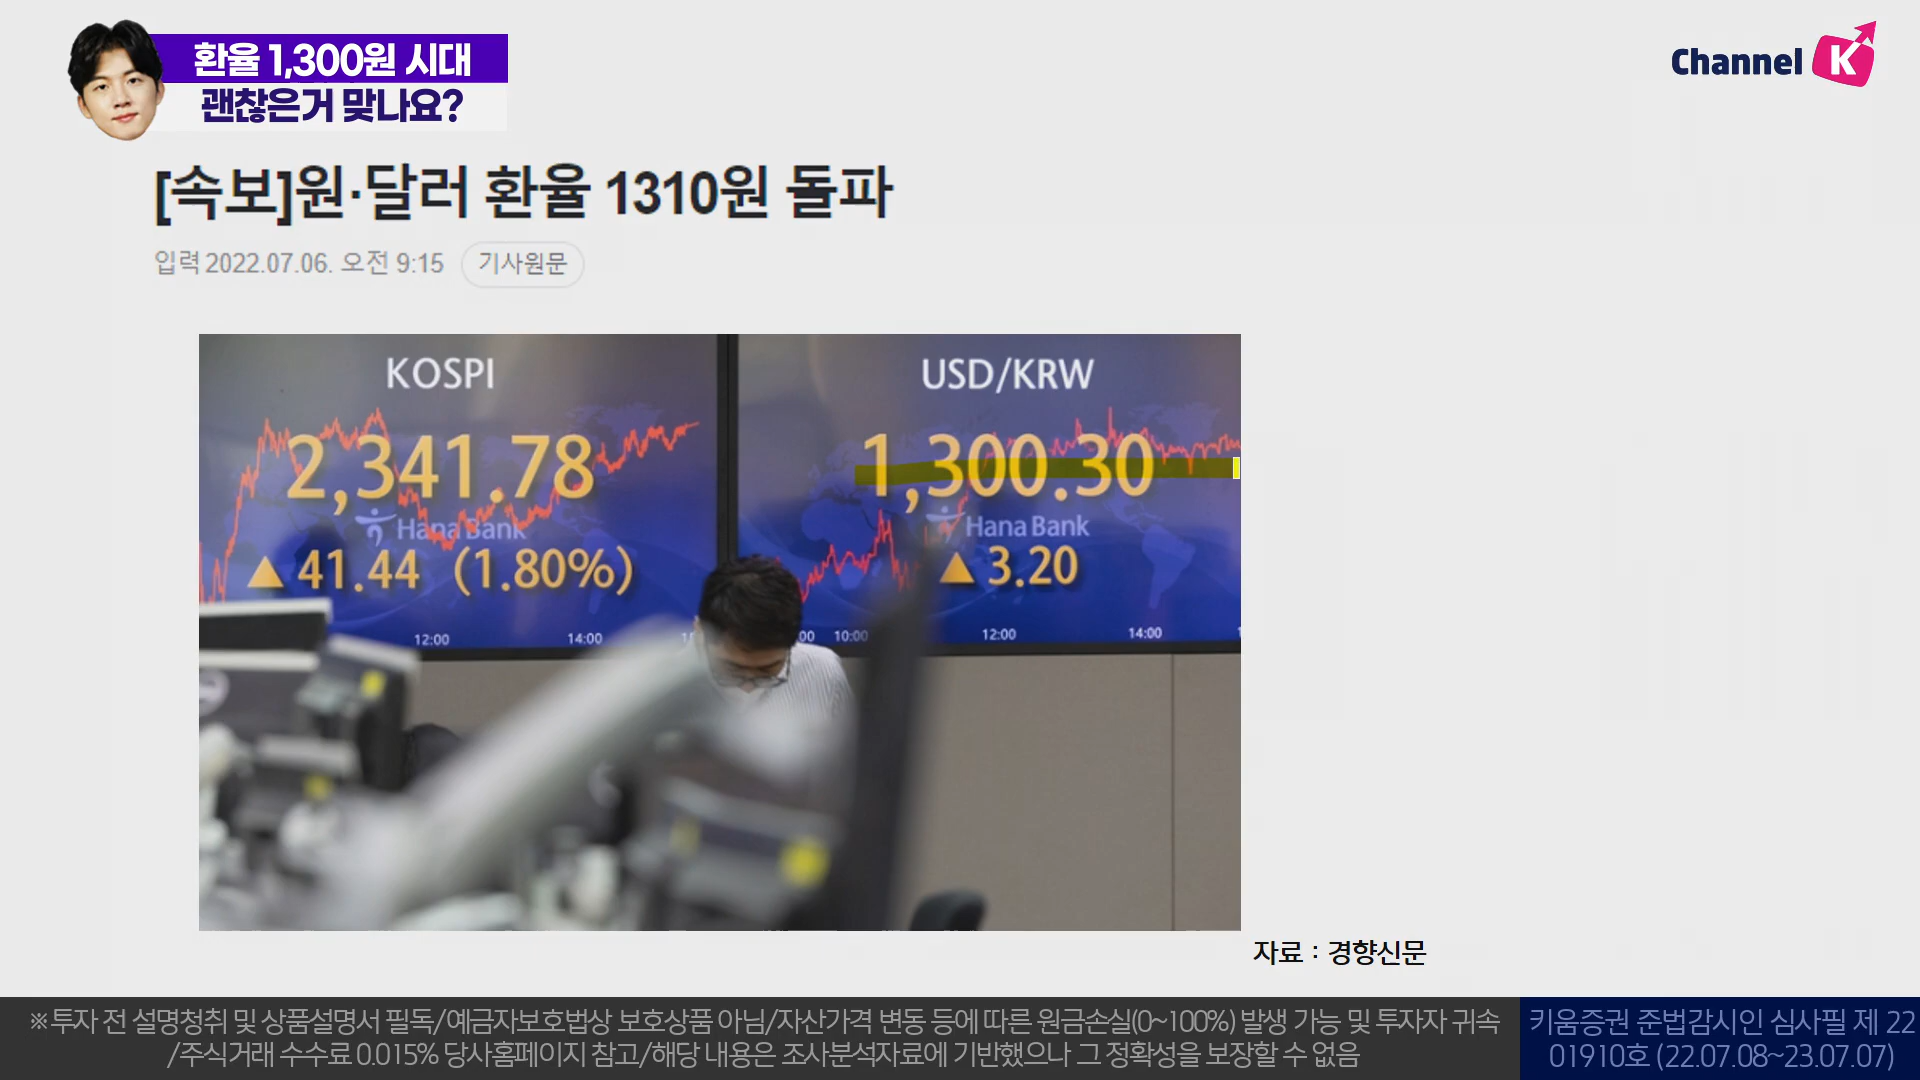 환율 1,300원 시대
괜찮은거 맞나요?
Channel K
[속보]원·달러 환율 1310원 돌파
입력 2022.07.06. 오전 9:15 기사원문
KOSPI
2,341.78
Hana Bank
▲ 41.44 (1.80%)
12:00 14:00
USD/KRW
1,300.30
Hana Bank
▲ 3.20
10:00 12:00 14:00
자료 : 경향신문
※투자 전 설명청취 및 상품설명서 필독/예금자보호법상 보호상품 아님/자산가격 변동 등에 따른 원금손실(0~100%) 발생 가능 및 투자자 귀속
/주식거래 수수료 0.015% 당사홈페이지 참고/해당 내용은 조사분석자료에 기반했으나 그 정확성을 보장할 수 없음
키움증권 준법감시인 심사필 제 22
01910호 (22.07.08~23.07.07)